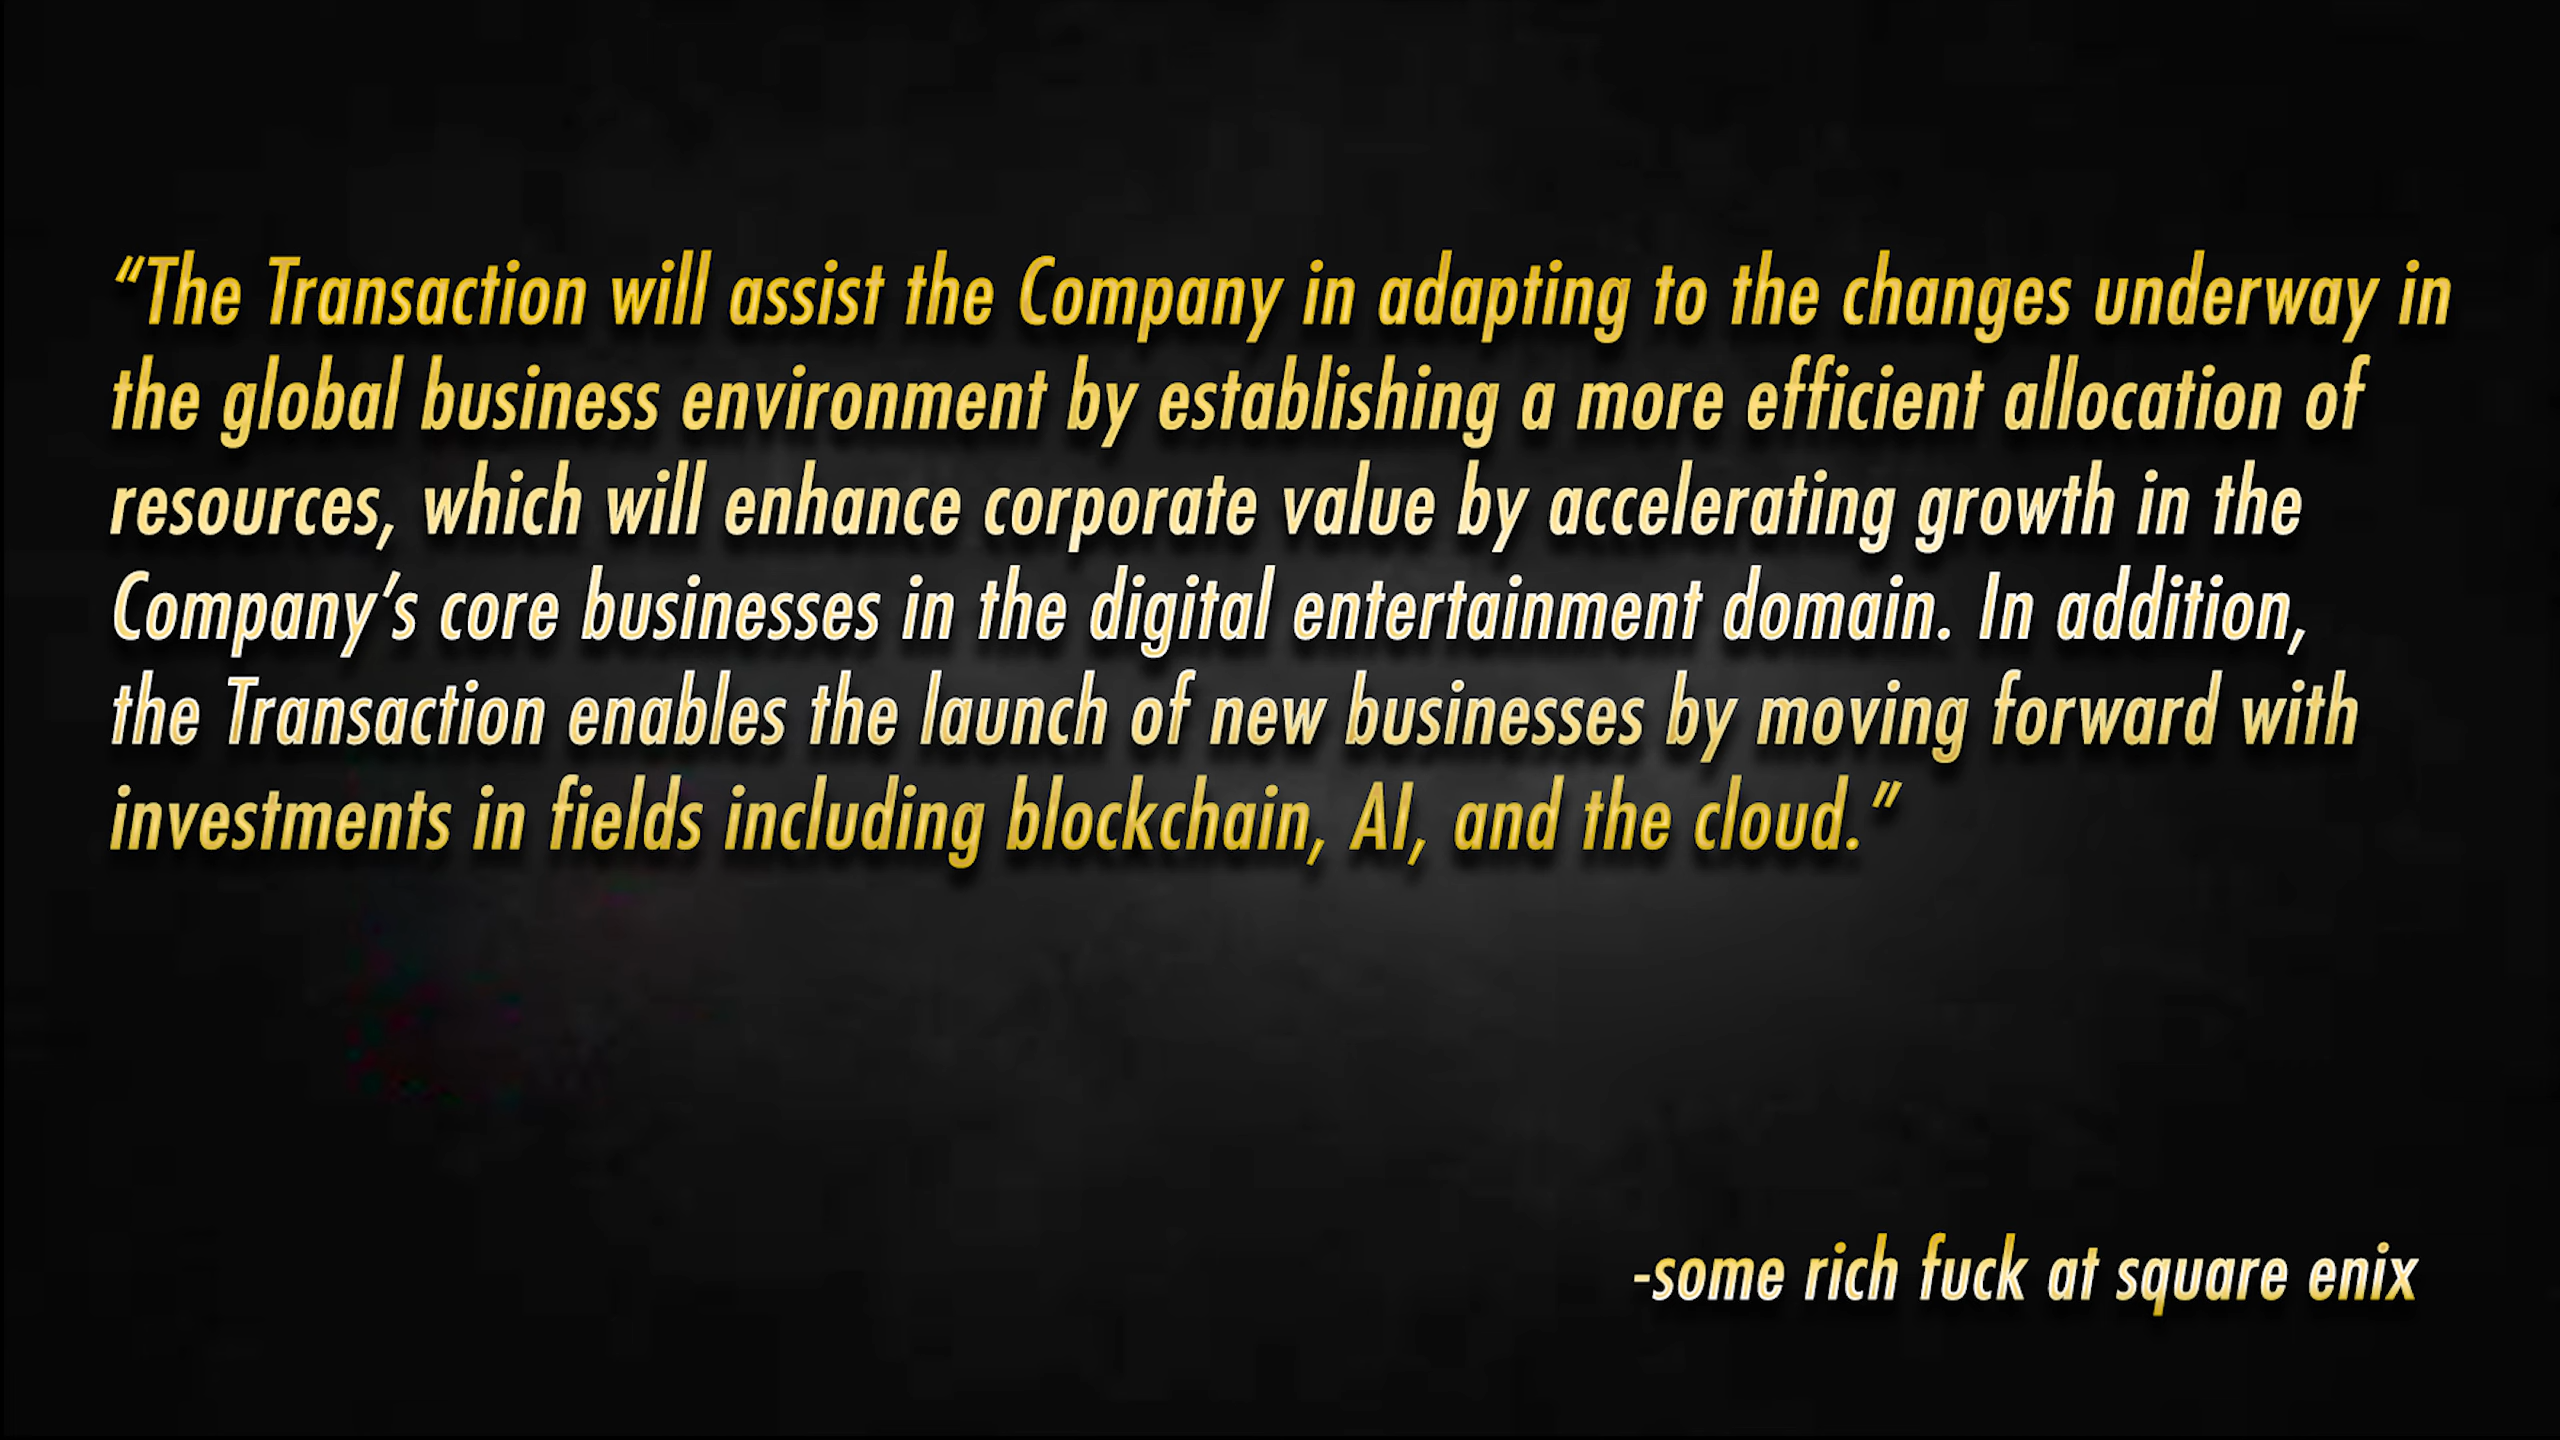 “The Transaction will assist the Company in adapting to the changes underway in
the global business environment by establishing a more efficient allocation of
resources, which will enhance corporate value by accelerating growth in the
Company’s core businesses in the digital entertainment domain. In addition,
the Transaction enables the launch of new businesses by moving forward with
investments in fields including blockchain, AI, and the cloud.”
-some rich fuck at square enix